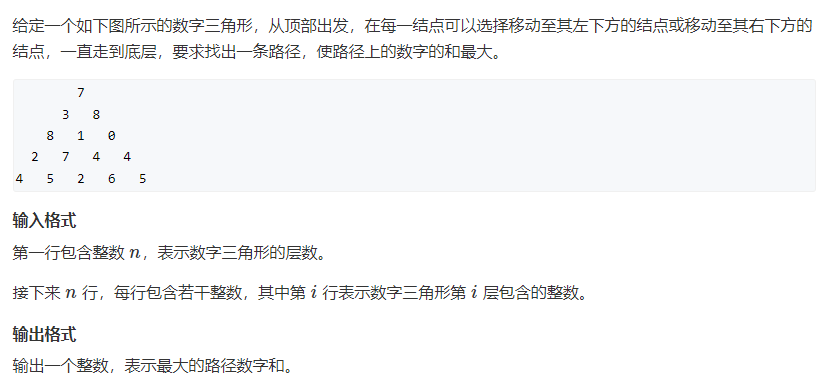 给定一个如下图所示的数字三角形，从顶部出发，在每一结点可以选择移动至其左下方的结点或移动至其右下方的
结点，一直走到底层，要求找出一条路径，使路径上的数字的和最大。
7
3 8
8 1 0
2 7 4 4
4 5 2 6 5
输入格式
第一行包含整数 n，表示数字三角形的层数。
接下来 n 行，每行包含若干整数，其中第 i 行表示数字三角形第 i 层包含的整数。
输出格式
输出一个整数，表示最大的路径数字和。